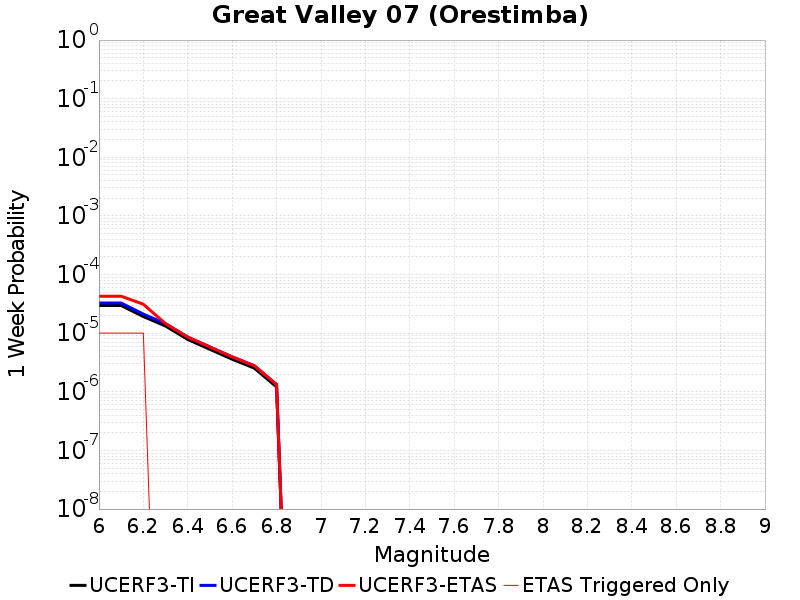 Great Valley 07 (Orestimba)
1 Week Probability
10^0
10^-1
10^-2
10^-3
10^-4
10^-5
10^-6
10^-7
10^-8
6 6.2 6.4 6.6 6.8 7 7.2 7.4 7.6 7.8 8 8.2 8.4 8.6 8.8 9
Magnitude
UCERF3-TI UCERF3-TD UCERF3-ETAS ETAS Triggered Only